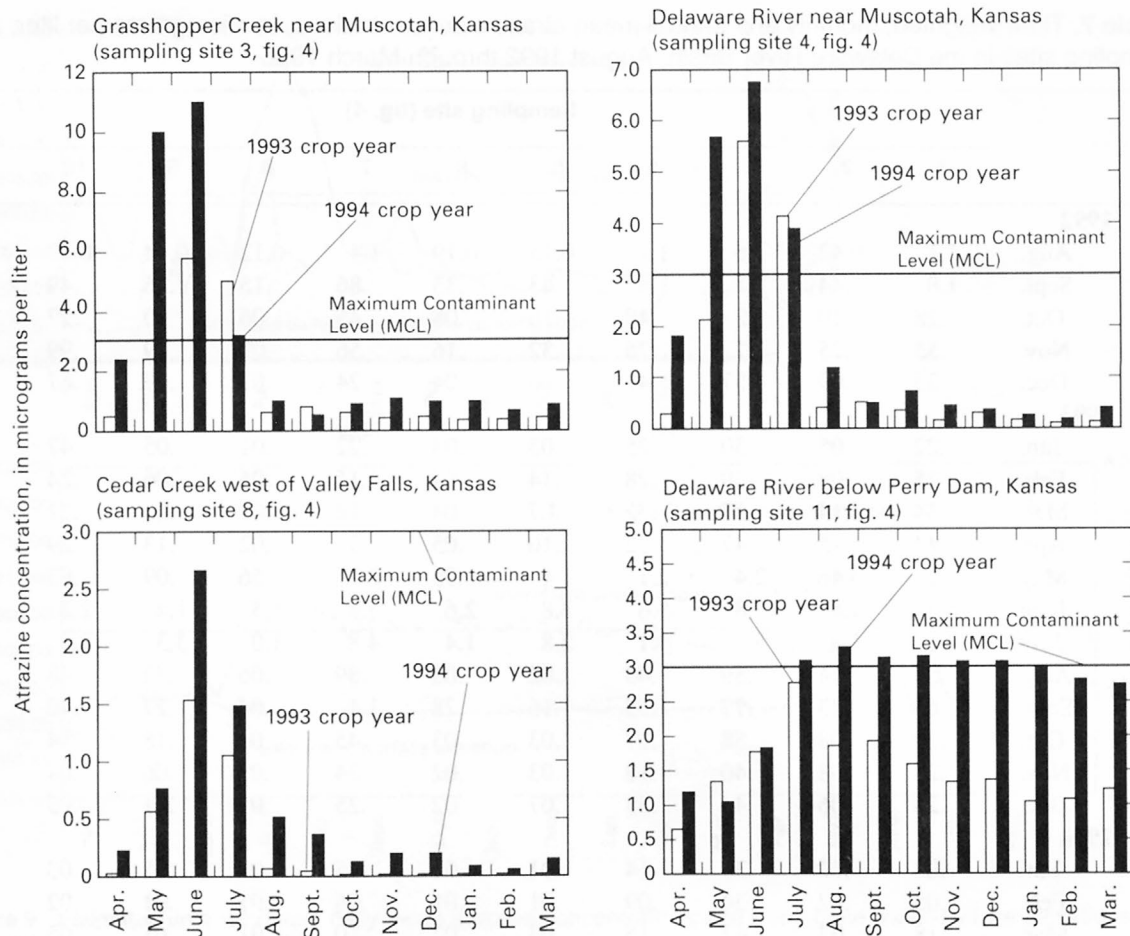 Grasshopper Creek near Muscotah, Kansas
(sampling site 3, fig. 4)
12
10
8.0
6.0
4.0
2.0
0
1993 crop year
1994 crop year
Maximum Contaminant
Level (MCL)
Delaware River near Muscotah, Kansas
(sampling site 4, fig. 4)
7.0
6.0
5.0
4.0
3.0
2.0
1.0
0
1993 crop year
1994 crop year
Maximum Contaminant
Level (MCL)
Atrazine concentration, in micrograms per liter
Cedar Creek west of Valley Falls, Kansas
(sampling site 8, fig. 4)
3.0
2.5
2.0
1.5
1.0
0.5
0
Maximum Contaminant
Level (MCL)
1994 crop year
1993 crop year
Apr.
May
June
July
Aug.
Sept.
Oct.
Nov.
Dec.
Jan.
Feb.
Mar.
Delaware River below Perry Dam, Kansas
(sampling site 11, fig. 4)
5.0
4.5
4.0
3.5
3.0
2.5
2.0
1.5
1.0
0.5
0
1994 crop year
1993 crop year
Maximum Contaminant
Level (MCL)
Apr.
May
June
July
Aug.
Sept.
Oct.
Nov.
Dec.
Jan.
Feb.
Mar.